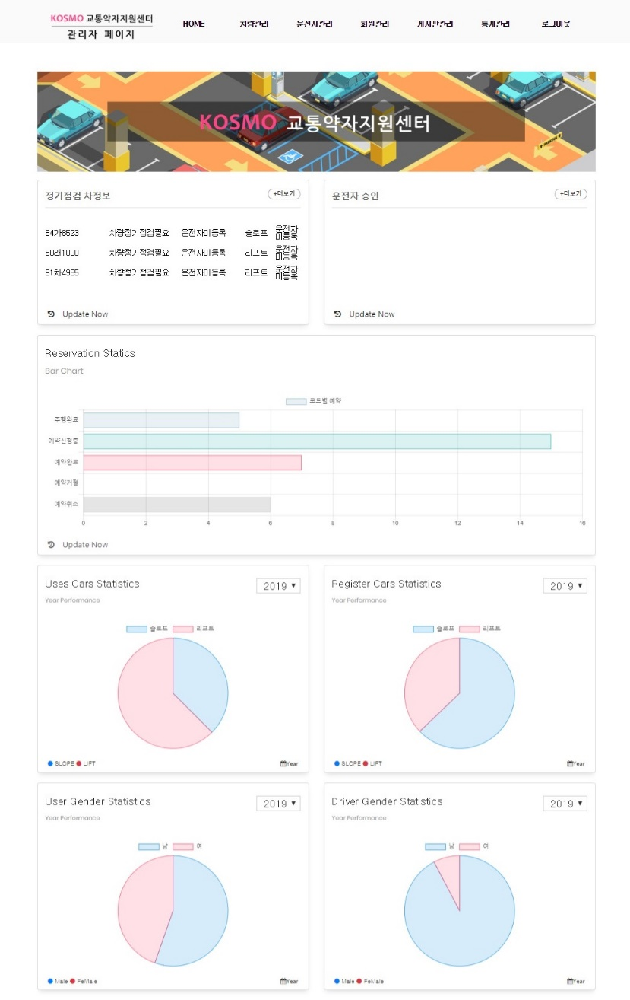 KOSMO 교통약자지원센터
관리자 페이지
HOME 차량관리 운전자관리 회원관리 게시판관리 통계관리 로그아웃
KOSMO 교통약자지원센터
PARKING
정기점검 차정보 +더보기
84가8523 차량정기점검필요 운전자미등록 슬로프 운전자
미등록
60러1000 차량정기점검필요 운전자미등록 리프트 운전자
미등록
91차4985 차량정기점검필요 운전자미등록 리프트 운전자
미등록
Update Now
운전자 승인 +더보기
Update Now
Reservation Statics
Bar Chart
코드별 예약
주행완료
예약신청중
예약완료
예약거절
예약취소
0 2 4 6 8 10 12 14 16
Update Now
Uses Cars Statistics 2019 ▼
Year Performance
슬로프 리프트
SLOPE LIFT Year
Register Cars Statistics 2019 ▼
Year Performance
슬로프 리프트
SLOPE LIFT Year
User Gender Statistics 2019 ▼
Year Performance
남 여
Male FeMale Year
Driver Gender Statistics 2019 ▼
Year Performance
남 여
Male FeMale Year